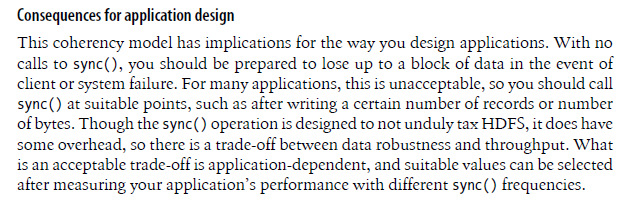 Consequences for application design
This coherency model has implications for the way you design applications. With no
calls to sync(), you should be prepared to lose up to a block of data in the event of
client or system failure. For many applications, this is unacceptable, so you should call
sync() at suitable points, such as after writing a certain number of records or number
of bytes. Though the sync() operation is designed to not unduly tax HDFS, it does have
some overhead, so there is a trade-off between data robustness and throughput. What
is an acceptable trade-off is application-dependent, and suitable values can be selected
after measuring your application’s performance with different sync() frequencies.